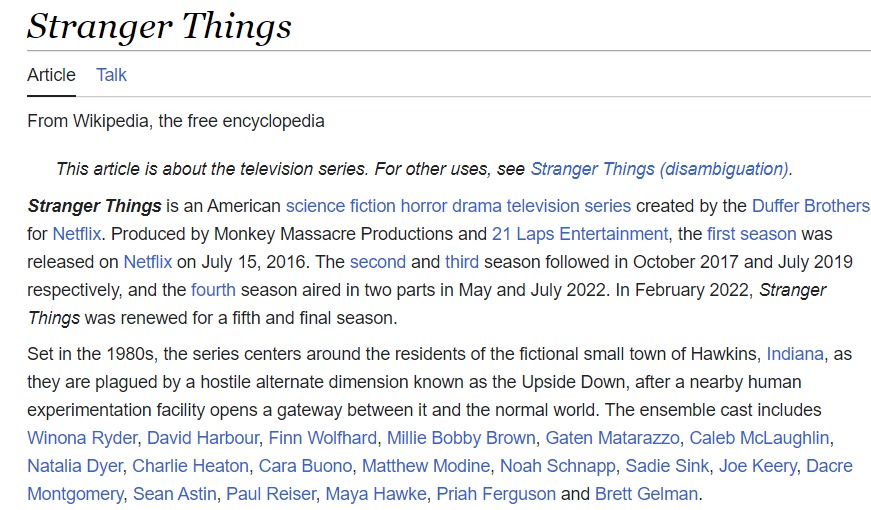 Stranger Things
Article Talk
From Wikipedia, the free encyclopedia
This article is about the television series. For other uses, see Stranger Things (disambiguation).
Stranger Things is an American science fiction horror drama television series created by the Duffer Brothers
for Netflix. Produced by Monkey Massacre Productions and 21 Laps Entertainment, the first season was
released on Netflix on July 15, 2016. The second and third season followed in October 2017 and July 2019
respectively, and the fourth season aired in two parts in May and July 2022. In February 2022, Stranger
Things was renewed for a fifth and final season.
Set in the 1980s, the series centers around the residents of the fictional small town of Hawkins, Indiana, as
they are plagued by a hostile alternate dimension known as the Upside Down, after a nearby human
experimentation facility opens a gateway between it and the normal world. The ensemble cast includes
Winona Ryder, David Harbour, Finn Wolfhard, Millie Bobby Brown, Gaten Matarazzo, Caleb McLaughlin,
Natalia Dyer, Charlie Heaton, Cara Buono, Matthew Modine, Noah Schnapp, Sadie Sink, Joe Keery, Dacre
Montgomery, Sean Astin, Paul Reiser, Maya Hawke, Priah Ferguson and Brett Gelman.